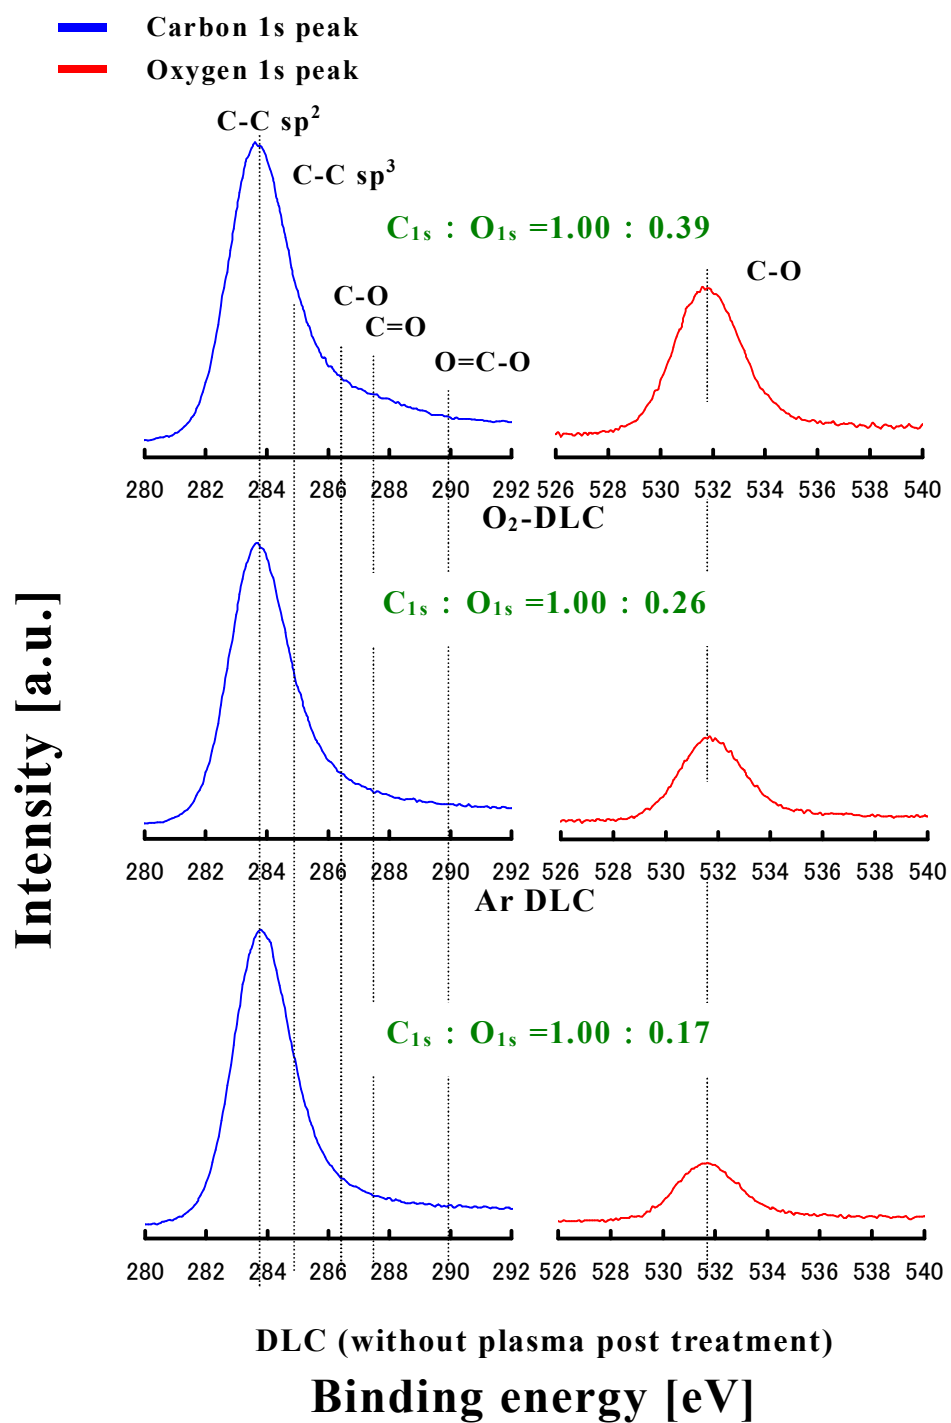 Carbon 1s peak
Oxygen 1s peak
C-C sp²
C-C sp³
C₁ₛ : O₁ₛ =1.00 : 0.39
C-O
C-O
C=O
O=C-O
280 282 284 286 288 290 292 526 528 530 532 534 536 538 540
O₂-DLC
C₁ₛ : O₁ₛ =1.00 : 0.26
280 282 284 286 288 290 292 526 528 530 532 534 536 538 540
Ar DLC
C₁ₛ : O₁ₛ =1.00 : 0.17
280 282 284 286 288 290 292 526 528 530 532 534 536 538 540
DLC (without plasma post treatment)
Binding energy [eV]
Intensity [a.u.]